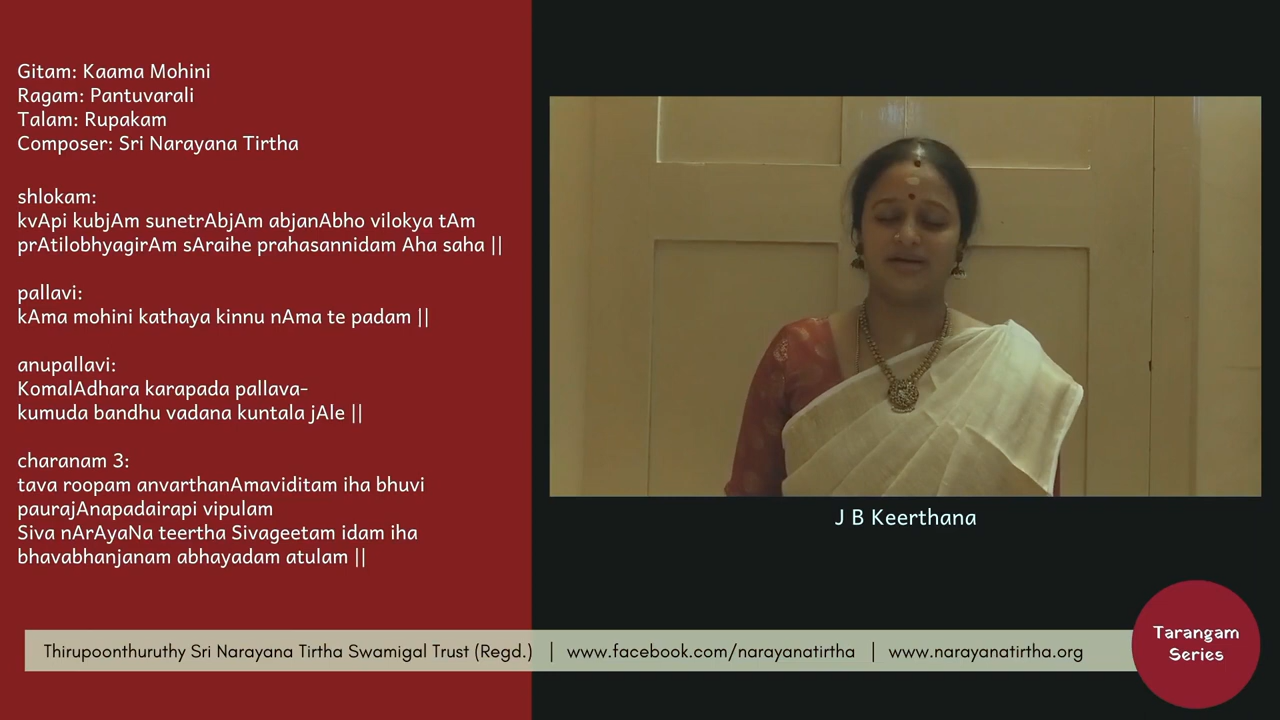 Gitam: Kaama Mohini
Ragam: Pantuvarali
Talam: Rupakam
Composer: Sri Narayana Tirtha
shlokam:
kvApi kubjAm sunetrAbjAm abjanAbho vilokya tAm
prAtilobhyagirAm sAraihe prahasannidam Aha saha ||
pallavi:
kAma mohini kathaya kinnu nAma te padam ||
anupallavi:
KomalAdhara karapada pallava-
kumuda bandhu vadana kuntala jAle ||
charanam 3:
tava roopam anvarthanAmaviditam iha bhuvi
paurajAnapadairapi vipulam
Siva nArAyaNa teertha Sivageetam idam iha
bhavabhanjanam abhayadam atulam ||
J B Keerthana
Thirupoonthuruthy Sri Narayana Tirtha Swamigal Trust (Regd.) | www.facebook.com/narayanatirtha | www.narayanatirtha.org
Tarangam
Series